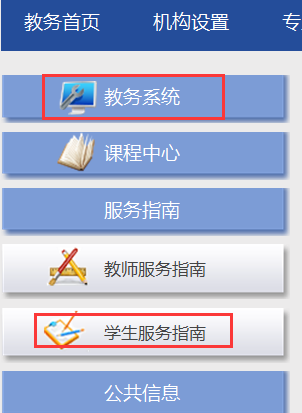 教务首页 机构设置
教务系统
课程中心
服务指南
教师服务指南
学生服务指南
公共信息